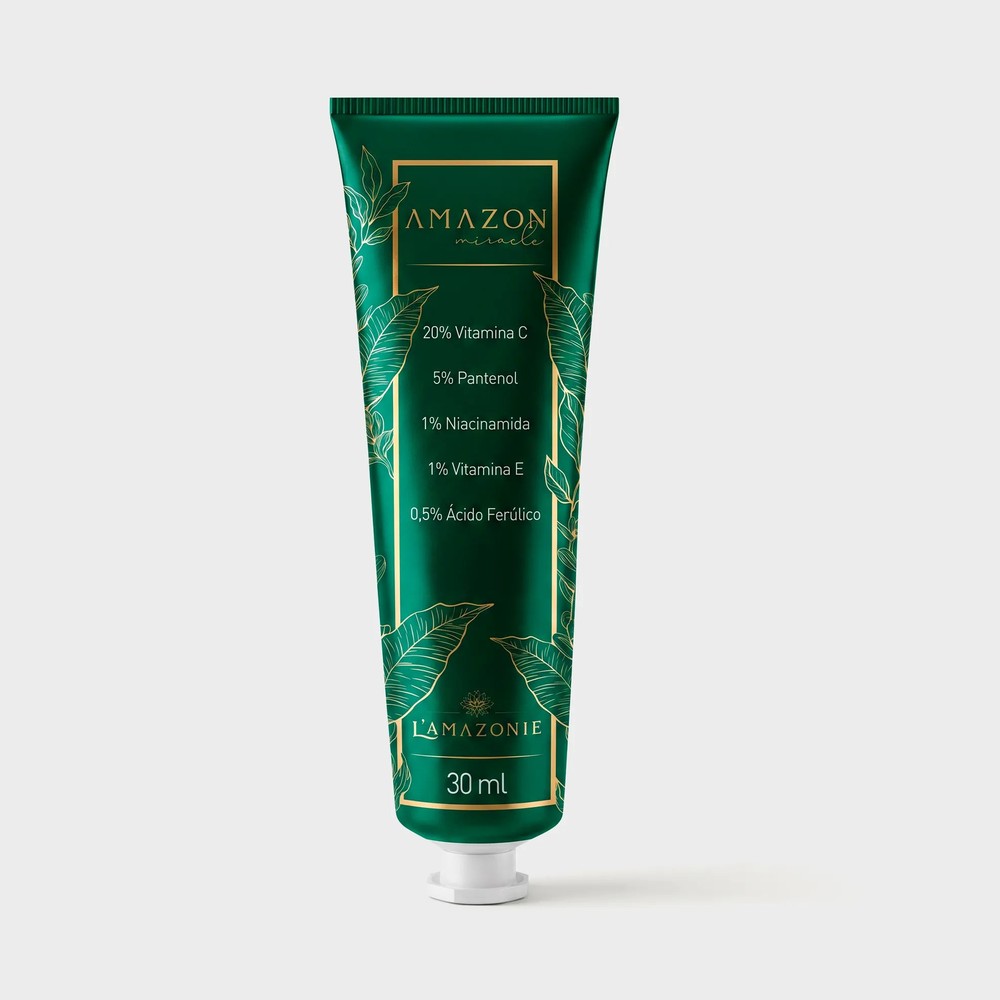 AMAZON
miracle
20% Vitamina C
5% Pantenol
1% Niacinamida
1% Vitamina E
0,5% Ácido Ferúlico
L'AMAZONIE
30 ml